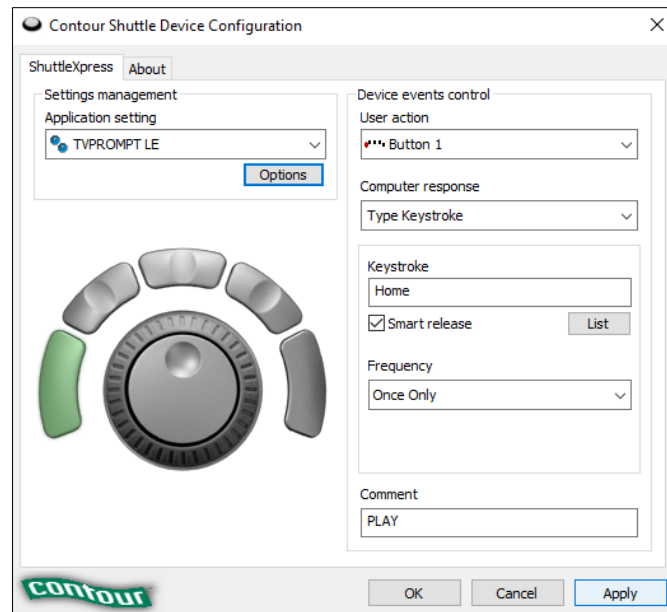 Contour Shuttle Device Configuration
ShuttleXpress
About
Settings management
Application setting
TVPROMPT LE
Options
Device events control
User action
Button 1
Computer response
Type Keystroke
Keystroke
Home
Smart release
List
Frequency
Once Only
Comment
PLAY
contour
OK
Cancel
Apply